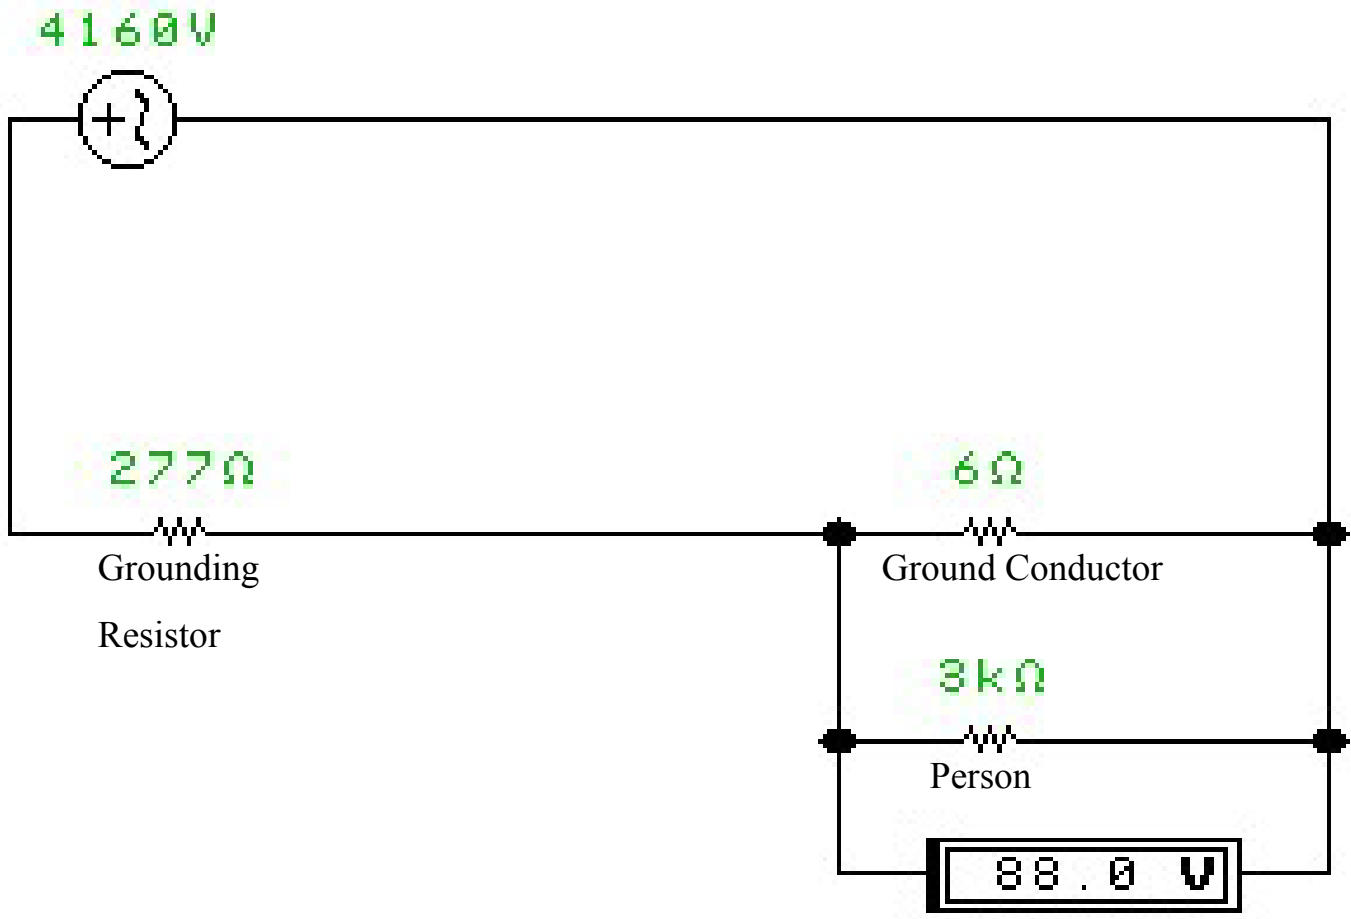 4160V
277Ω
6Ω
Grounding
Resistor
Ground Conductor
3kΩ
Person
88.0 V